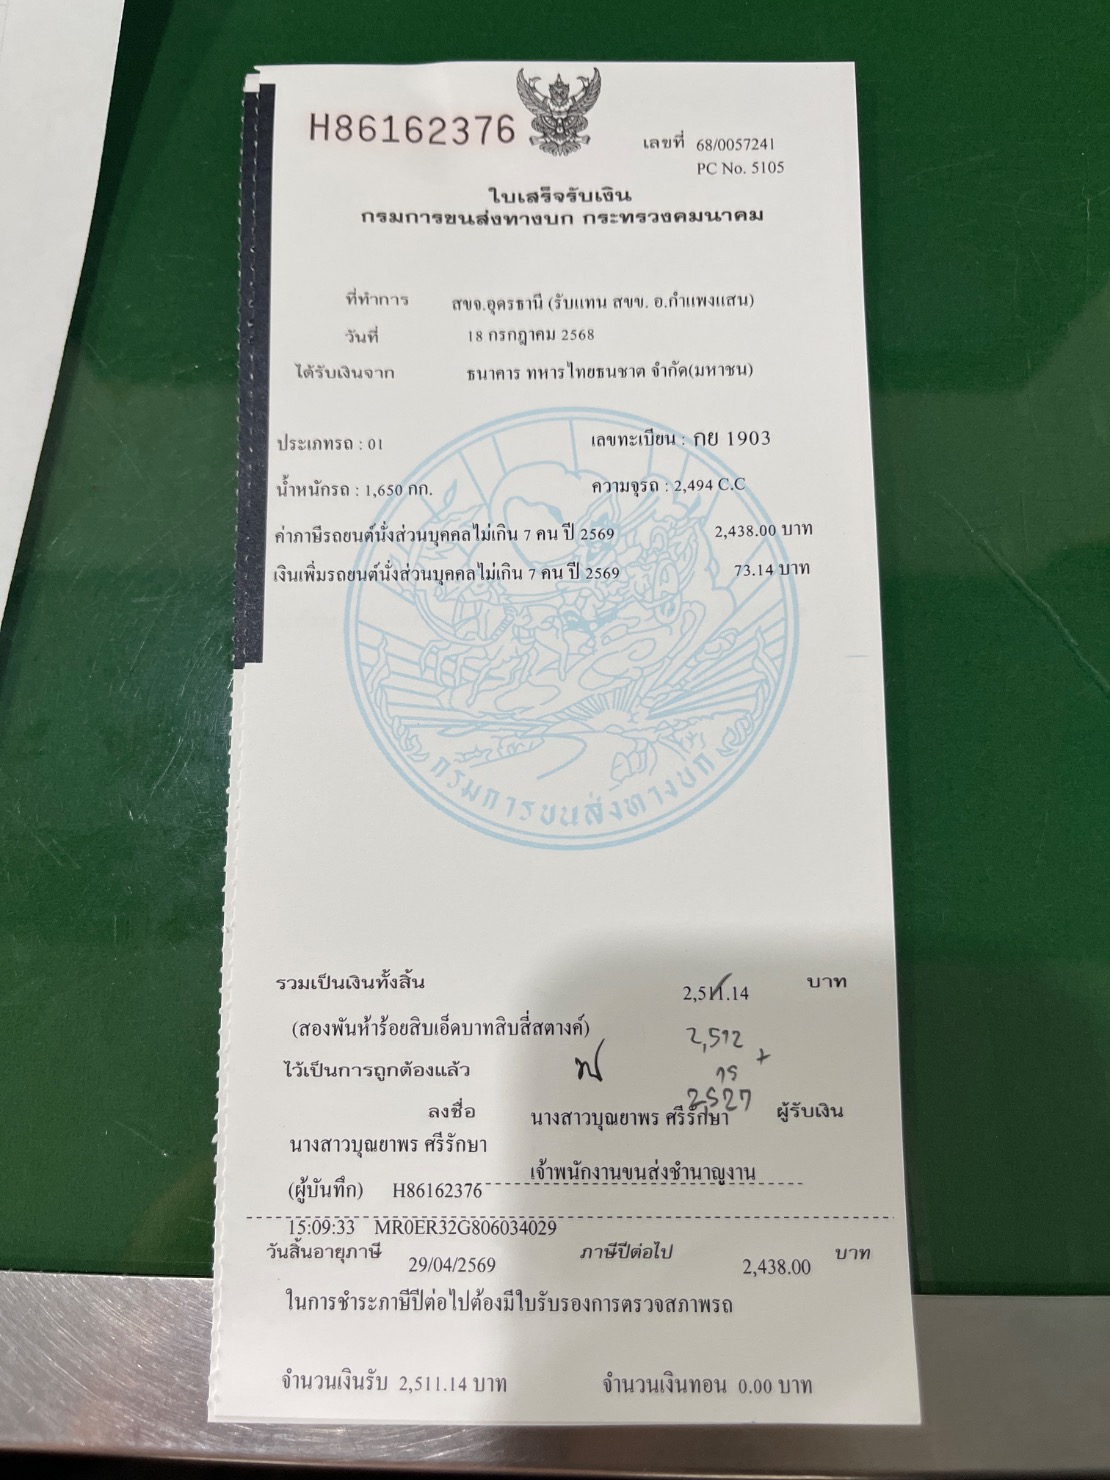 H86162376
เลขที่ 68/0057241
PC No. 5105
ใบเสร็จรับเงิน
กรมการขนส่งทางบก กระทรวงคมนาคม
ที่ทำการ สขจ.อุดรธานี (รับแทน สขข. อ.กำแพงแสน)
วันที่ 18 กรกฎาคม 2568
ได้รับเงินจาก ธนาคาร ทหารไทยธนชาต จำกัด(มหาชน)
ประเภทรถ : 01 เลขทะเบียน : กย 1903
น้ำหนักรถ : 1,650 กก. ความจุรถ : 2,494 C.C
ค่าภาษีรถยนต์นั่งส่วนบุคคลไม่เกิน 7 คน ปี 2569 2,438.00 บาท
เงินเพิ่มรถยนต์นั่งส่วนบุคคลไม่เกิน 7 คน ปี 2569 73.14 บาท
กรมการขนส่งทางบก
รวมเป็นเงินทั้งสิ้น 2,511.14 บาท
(สองพันห้าร้อยสิบเอ็ดบาทสิบสี่สตางค์) 2,512
ไว้เป็นการถูกต้องแล้ว 15 +
2527
ลงชื่อ นางสาวบุณยาพร ศรีรักษา ผู้รับเงิน
นางสาวบุณยาพร ศรีรักษา
เจ้าพนักงานขนส่งชำนาญงาน
(ผู้บันทึก) H86162376
15:09:33 MR0ER32G806034029
วันสิ้นอายุภาษี 29/04/2569 ภาษีปีต่อไป 2,438.00 บาท
ในการชำระภาษีปีต่อไปต้องมีใบรับรองการตรวจสภาพรถ
จำนวนเงินรับ 2,511.14 บาท จำนวนเงินทอน 0.00 บาท